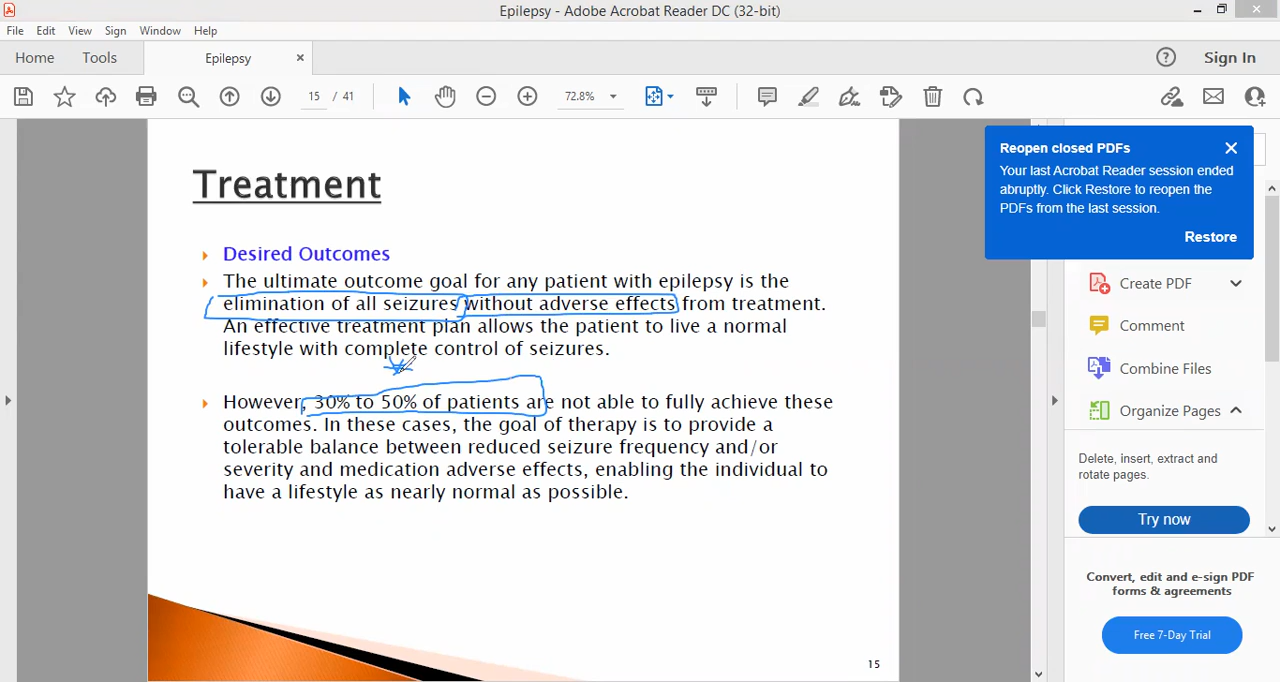 Epilepsy - Adobe Acrobat Reader DC (32-bit)
File Edit View Sign Window Help
Home Tools Epilepsy × Sign In
15 / 41 72.8%
Reopen closed PDFs
Your last Acrobat Reader session ended
abruptly. Click Restore to reopen the
PDFs from the last session.
Restore
Treatment
Desired Outcomes
The ultimate outcome goal for any patient with epilepsy is the
elimination of all seizures without adverse effects from treatment.
An effective treatment plan allows the patient to live a normal
lifestyle with complete control of seizures.
However, 30% to 50% of patients are not able to fully achieve these
outcomes. In these cases, the goal of therapy is to provide a
tolerable balance between reduced seizure frequency and/or
severity and medication adverse effects, enabling the individual to
have a lifestyle as nearly normal as possible.
15
Create PDF
Comment
Combine Files
Organize Pages
Delete, insert, extract and
rotate pages.
Try now
Convert, edit and e-sign PDF
forms & agreements
Free 7-Day Trial